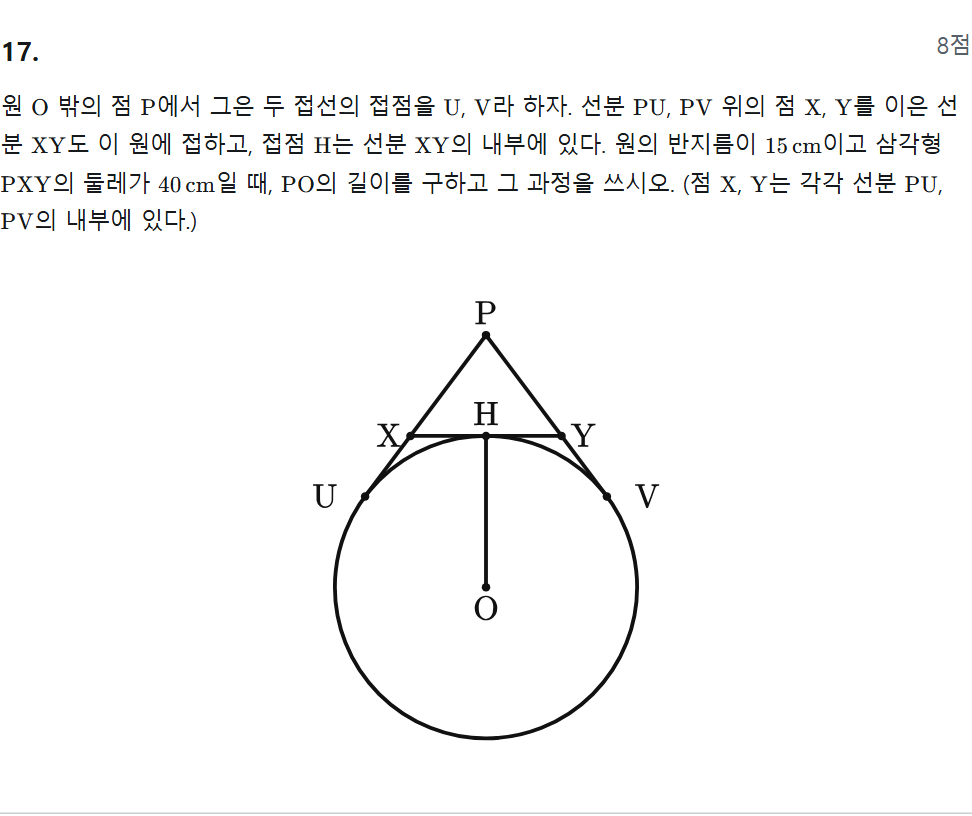 17.
8점
원 O 밖의 점 P에서 그은 두 접선의 접점을 U, V라 하자. 선분 PU, PV 위의 점 X, Y를 이은 선
분 XY도 이 원에 접하고, 접점 H는 선분 XY의 내부에 있다. 원의 반지름이 15 cm이고 삼각형
PXY의 둘레가 40 cm일 때, PO의 길이를 구하고 그 과정을 쓰시오. (점 X, Y는 각각 선분 PU,
PV의 내부에 있다.)
P
H
X
Y
U
V
O